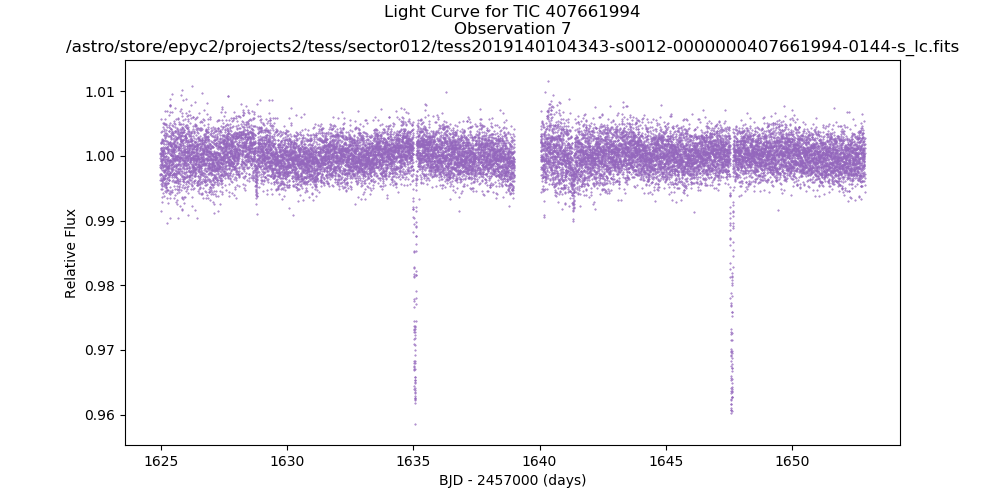 Light Curve for TIC 407661994
Observation 7
/astro/store/epyc2/projects2/tess/sector012/tess2019140104343-s0012-0000000407661994-0144-s_lc.fits
1.01
1.00
0.99
0.98
0.97
0.96
Relative Flux
1625
1630
1635
1640
1645
1650
BJD - 2457000 (days)